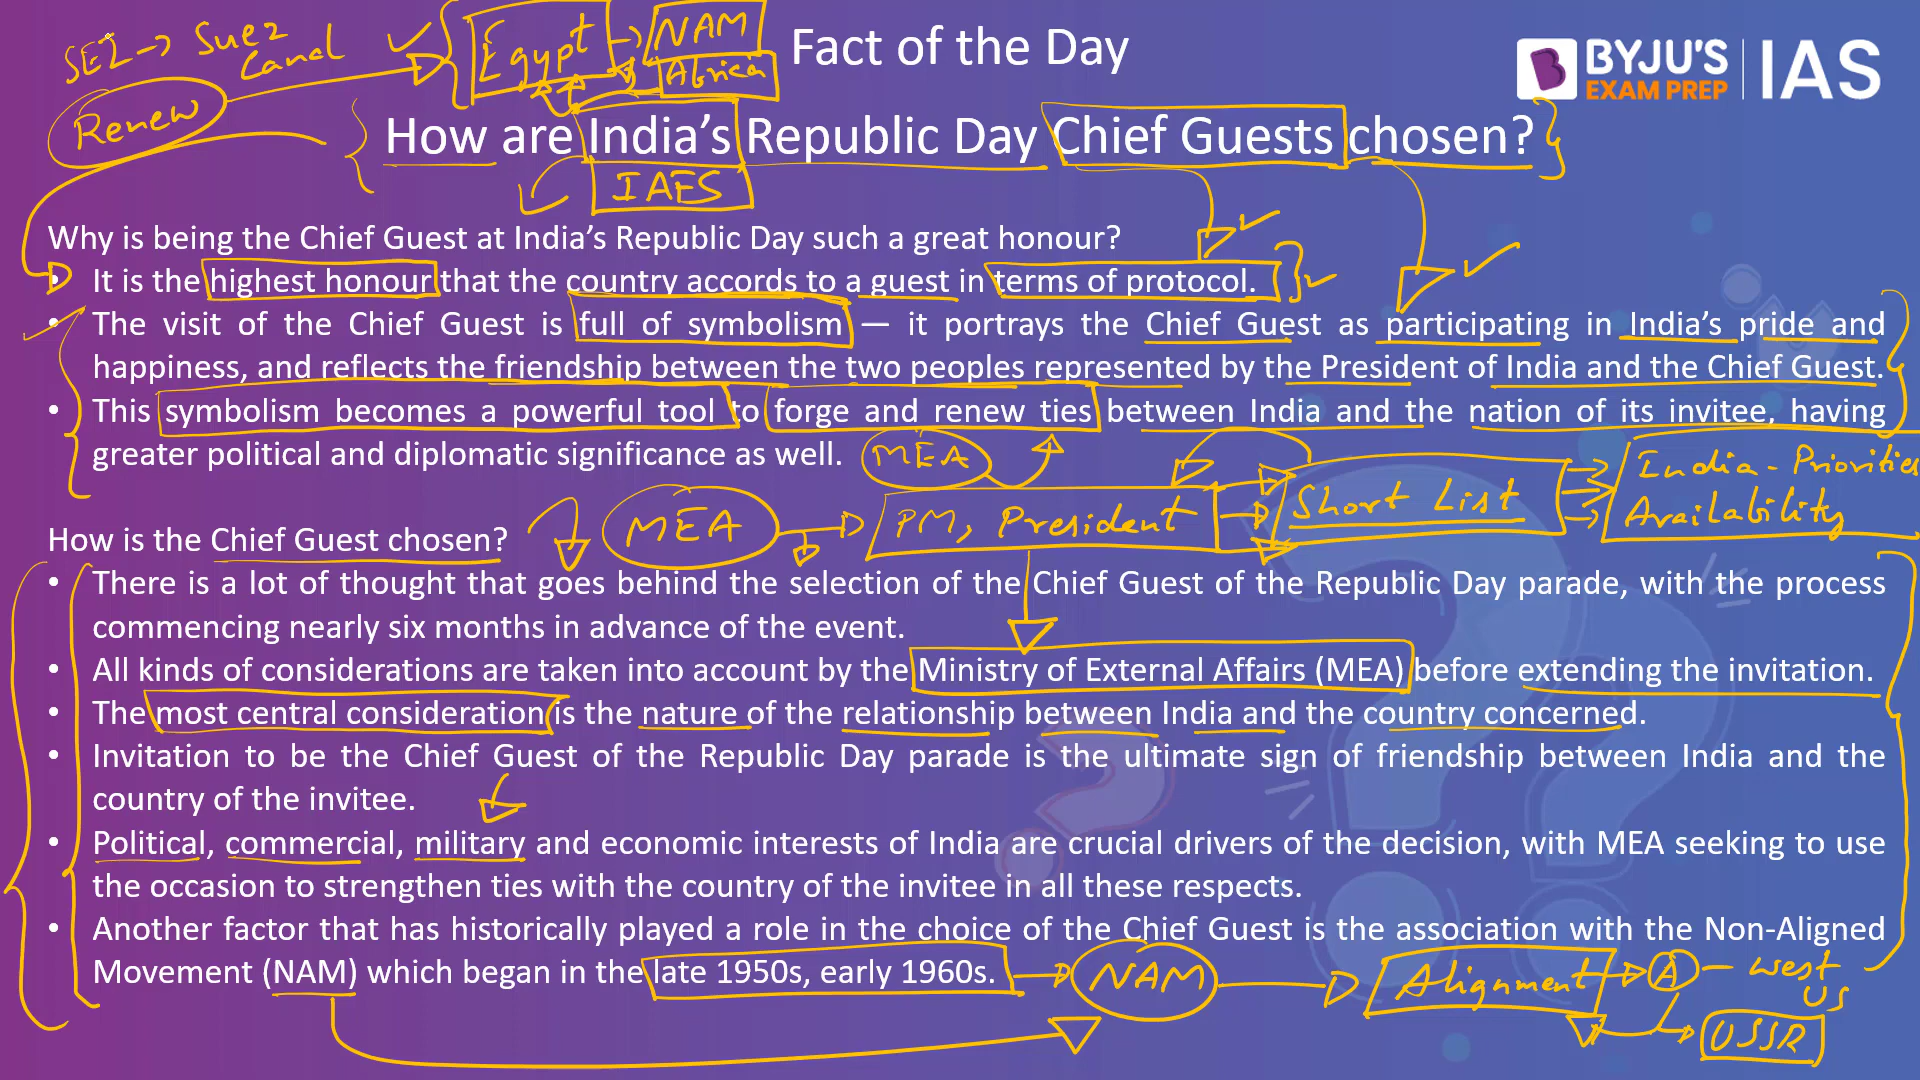 SEZ -> Suez
Canal
Egypt
NAM
Africa
Fact of the Day
BYJU'S
EXAM PREP
IAS
Renew
How are India's Republic Day Chief Guests chosen?
IAFS
Why is being the Chief Guest at India's Republic Day such a great honour?
• It is the highest honour that the country accords to a guest in terms of protocol.
• The visit of the Chief Guest is full of symbolism — it portrays the Chief Guest as participating in India's pride and
happiness, and reflects the friendship between the two peoples represented by the President of India and the Chief Guest.
• This symbolism becomes a powerful tool to forge and renew ties between India and the nation of its invitee, having
greater political and diplomatic significance as well.
MEA
India - Priorities
Availability
MEA
PM, President
Short List
How is the Chief Guest chosen?
• There is a lot of thought that goes behind the selection of the Chief Guest of the Republic Day parade, with the process
commencing nearly six months in advance of the event.
• All kinds of considerations are taken into account by the Ministry of External Affairs (MEA) before extending the invitation.
• The most central consideration is the nature of the relationship between India and the country concerned.
• Invitation to be the Chief Guest of the Republic Day parade is the ultimate sign of friendship between India and the
country of the invitee.
• Political, commercial, military and economic interests of India are crucial drivers of the decision, with MEA seeking to use
the occasion to strengthen ties with the country of the invitee in all these respects.
• Another factor that has historically played a role in the choice of the Chief Guest is the association with the Non-Aligned
Movement (NAM) which began in the late 1950s, early 1960s.
NAM
Alignment
A - West
US
USSR